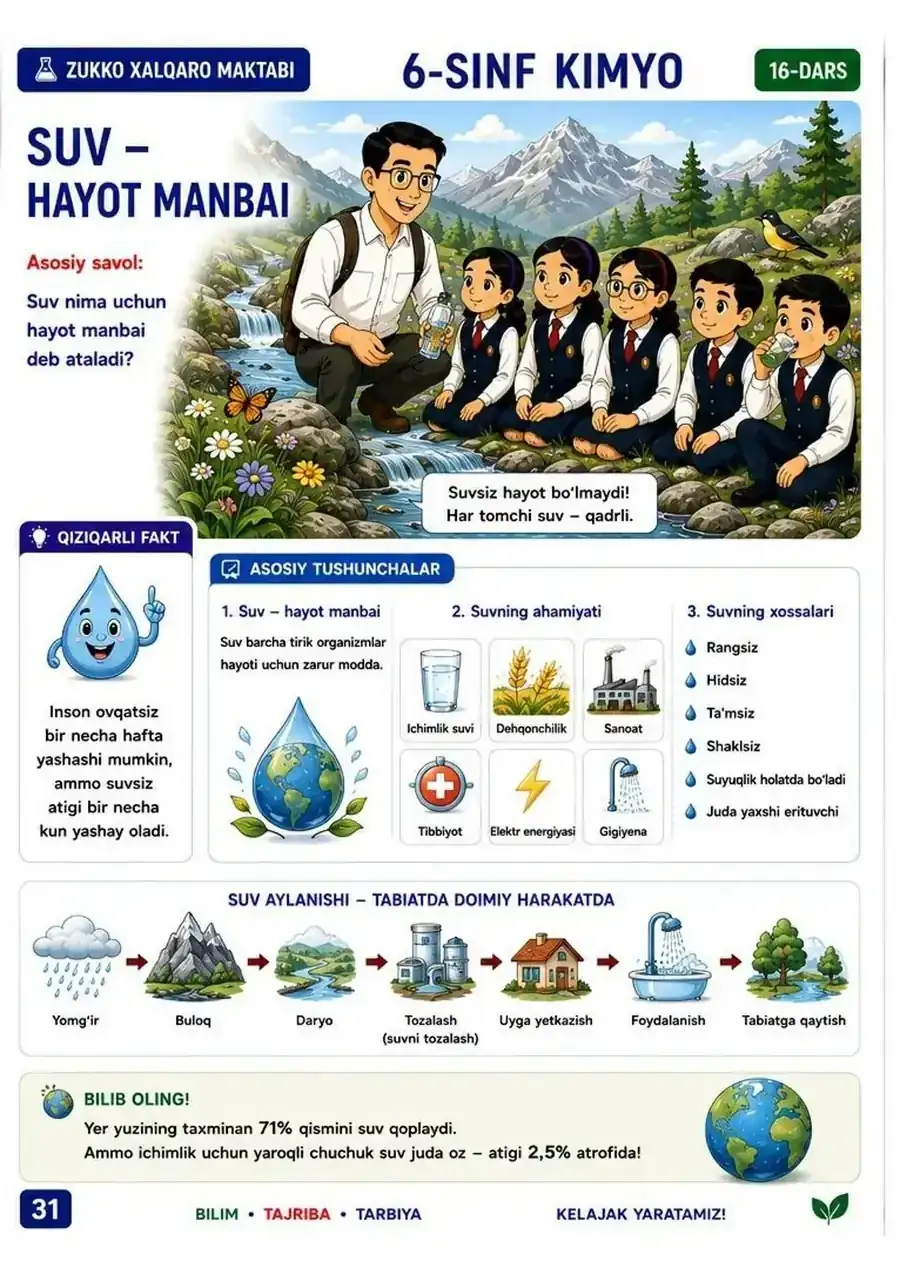 ZUKKO XALQARO MAKTABI
6-SINF KIMYO
16-DARS
SUV –
HAYOT MANBAI
Asosiy savol:
Suv nima uchun
hayot manbai
deb ataladi?
Suvsiz hayot bo‘lmaydi!
Har tomchi suv – qadrli.
QIZIQARLI FAKT
Inson ovqatsiz
bir necha hafta
yashashi mumkin,
ammo suvsiz
atigi bir necha
kun yashay oladi.
ASOSIY TUSHUNCHALAR
1. Suv – hayot manbai
Suv barcha tirik organizmlar
hayoti uchun zarur modda.
2. Suvning ahamiyati
Ichimlik suvi
Dehqonchilik
Sanoat
Tibbiyot
Elektr energiyasi
Gigiyena
3. Suvning xossalari
Rangsiz
Hidsiz
Ta'msiz
Shaklsiz
Suyuqlik holatda bo‘ladi
Juda yaxshi erituvchi
SUV AYLANISHI – TABIATDA DOIMIY HARAKATDA
Yomg‘ir
Buloq
Daryo
Tozalash
(suvni tozalash)
Uyga yetkazish
Foydalanish
Tabiatga qaytish
BILIB OLING!
Yer yuzining taxminan 71% qismini suv qoplaydi.
Ammo ichimlik uchun yaroqli chuchuk suv juda oz – atigi 2,5% atrofida!
31
BILIM • TAJRIBA • TARBIYA
KELAJAK YARATAMIZ!